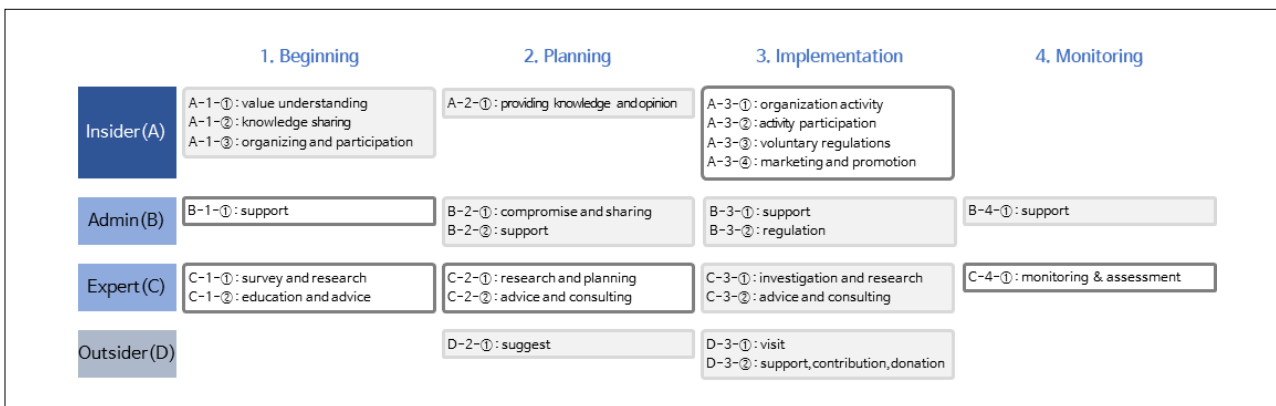 1. Beginning
2. Planning
3. Implementation
4. Monitoring
Insider(A)
A-1-①: value understanding
A-1-②: knowledge sharing
A-1-③: organizing and participation
A-2-①: providing knowledge and opinion
A-3-①: organization activity
A-3-②: activity participation
A-3-③: voluntary regulations
A-3-④: marketing and promotion
Admin(B)
B-1-①: support
B-2-①: compromise and sharing
B-2-②: support
B-3-①: support
B-3-②: regulation
B-4-①: support
Expert(C)
C-1-①: survey and research
C-1-②: education and advice
C-2-①: research and planning
C-2-②: advice and consulting
C-3-①: investigation and research
C-3-②: advice and consulting
C-4-①: monitoring & assessment
Outsider(D)
D-2-①: suggest
D-3-①: visit
D-3-②: support,contribution,donation